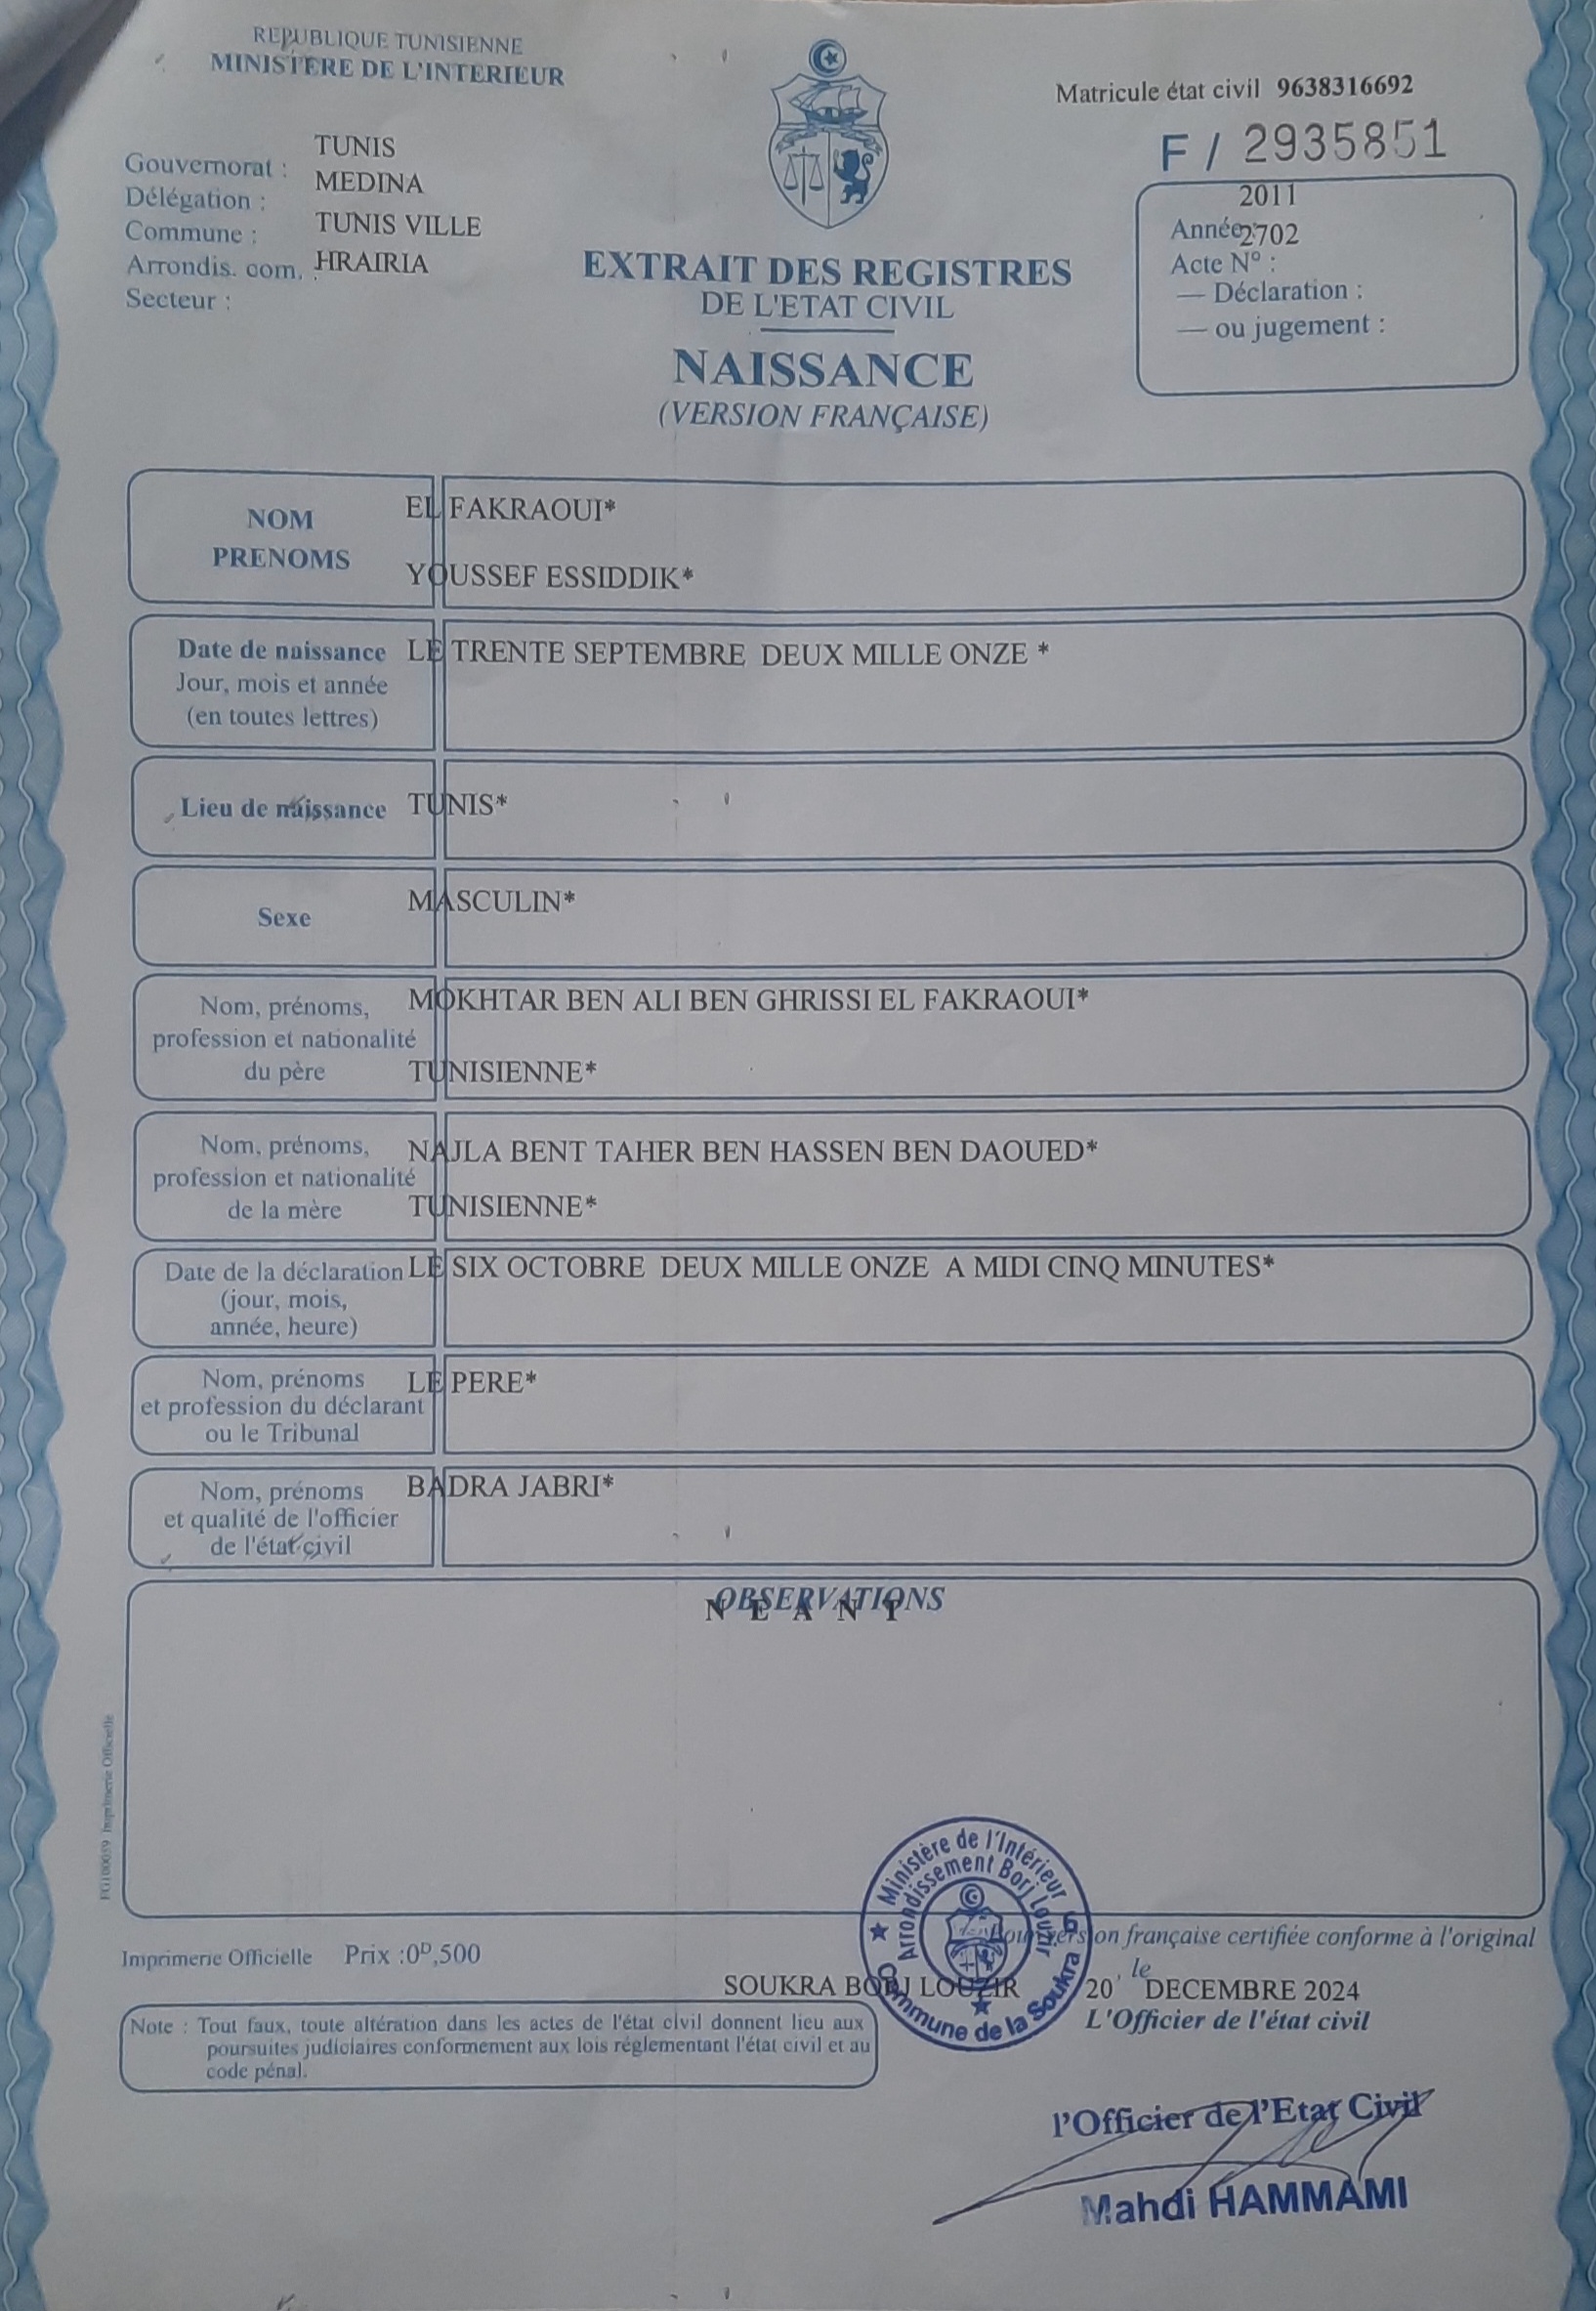 REPUBLIQUE TUNISIENNE
MINISTERE DE L'INTERIEUR
Matricule état civil 9638316692
F / 2935851
Gouvernorat : TUNIS
Délégation : MEDINA
Commune : TUNIS VILLE
Arrondis. com. HRAIRIA
Secteur :
2011
Année 2702
Acte N° :
— Déclaration :
— ou jugement :
EXTRAIT DES REGISTRES
DE L'ETAT CIVIL
NAISSANCE
(VERSION FRANÇAISE)
NOM EL FAKRAOUI*
PRENOMS YOUSSEF ESSIDDIK*
Date de naissance LE TRENTE SEPTEMBRE DEUX MILLE ONZE *
Jour, mois et année
(en toutes lettres)
Lieu de naissance TUNIS*
Sexe MASCULIN*
Nom, prénoms, MOKHTAR BEN ALI BEN GHRISSI EL FAKRAOUI*
profession et nationalité
du père TUNISIENNE*
Nom, prénoms, NAJLA BENT TAHER BEN HASSEN BEN DAOUED*
profession et nationalité
de la mère TUNISIENNE*
Date de la déclaration LE SIX OCTOBRE DEUX MILLE ONZE A MIDI CINQ MINUTES*
(jour, mois,
année, heure)
Nom, prénoms LE PERE*
et profession du déclarant
ou le Tribunal
Nom, prénoms BADRA JABRI*
et qualité de l'officier
de l'état civil
OBSERVATIONS
N E A N T
FG100059 Imprimerie Officielle
Ministère de l'Intérieur
Arrondissement Borj Louzir
Commune de la Soukra
Pour version française certifiée conforme à l'original
Imprimerie Officielle Prix :0D,500
SOUKRA BORJ LOUZIR le 20 DECEMBRE 2024
L'Officier de l'état civil
Note : Tout faux, toute altération dans les actes de l'état civil donnent lieu aux
poursuites judiciaires conformement aux lois réglementant l'état civil et au
code pénal.
l'Officier de l'Etat Civil
Mahdi HAMMAMI